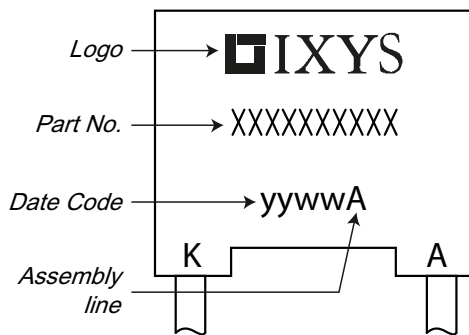 Logo IXYS
Part No. XXXXXXXXXX
Date Code yywwA
K A
Assembly
line